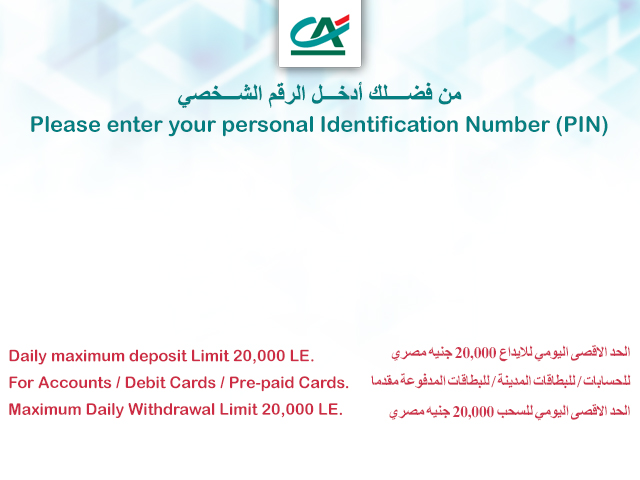 من فضـــلك أدخـــل الرقم الشـــخصي
Please enter your personal Identification Number (PIN)
Daily maximum deposit Limit 20,000 LE.
For Accounts / Debit Cards / Pre-paid Cards.
Maximum Daily Withdrawal Limit 20,000 LE.
الحد الاقصى اليومي للايداع 20,000 جنيه مصري
للحسابات/ للبطاقات المدينة / للبطاقات المدفوعة مقدما
الحد الاقصى اليومي للسحب 20,000 جنيه مصري